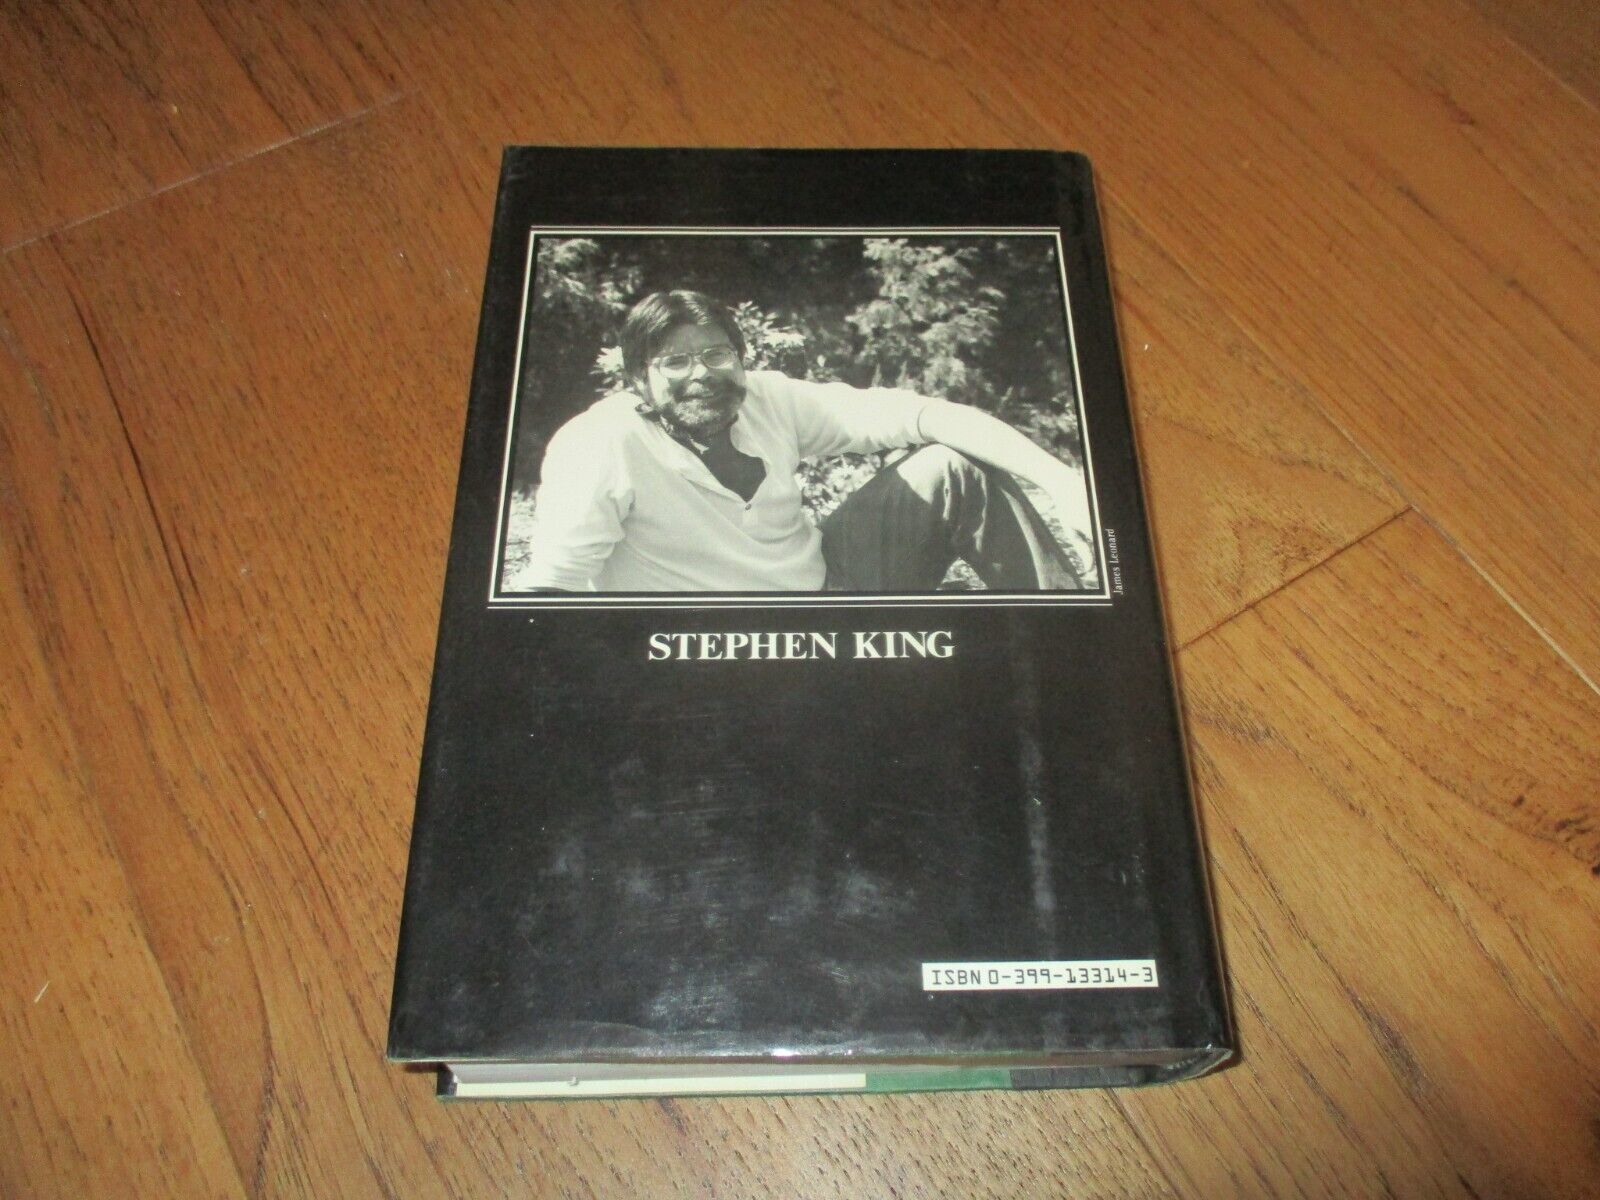 James Leonard
STEPHEN KING
ISBN 0-399-13314-3